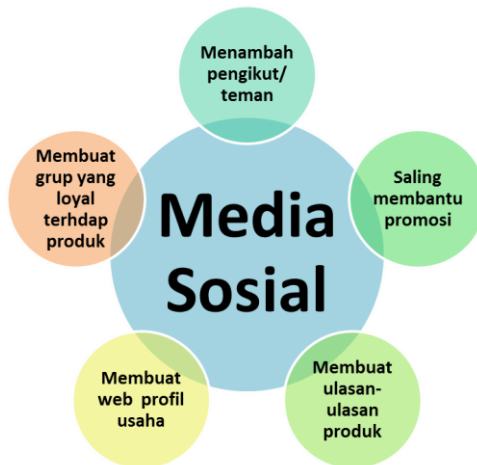 Menambah
pengikut/
teman
Saling
membantu
promosi
Membuat
ulasan-
ulasan
produk
Membuat
web profil
usaha
Membuat
grup yang
loyal
terhdap
produk
Media
Sosial